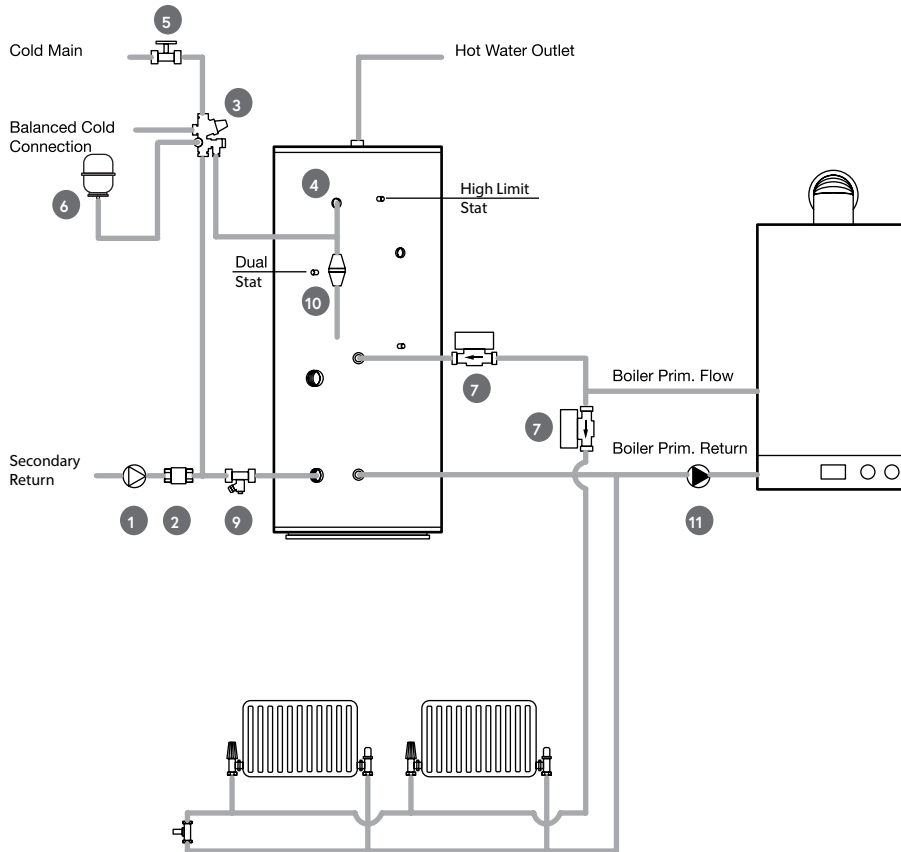 5
Cold Main
Hot Water Outlet
3
Balanced Cold
Connection
4
High Limit
Stat
6
Dual
Stat
10
7
Boiler Prim. Flow
7
Boiler Prim. Return
Secondary
Return
1
2
9
11